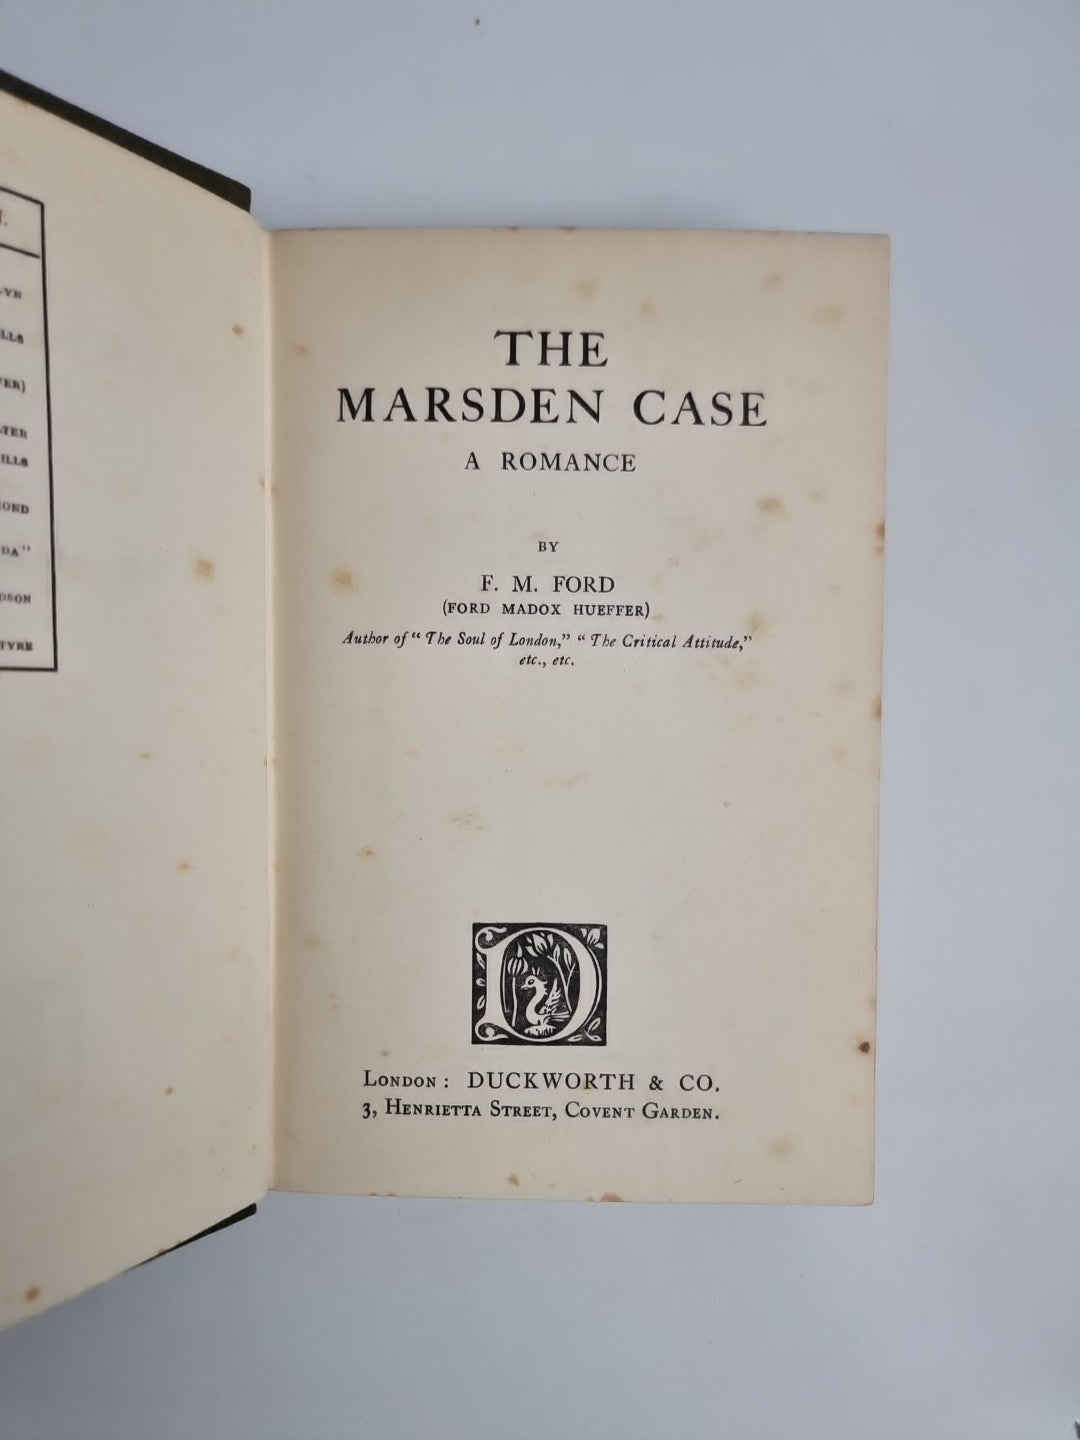 THE
MARSDEN CASE
A ROMANCE
BY
F. M. FORD
(FORD MADOX HUEFFER)
Author of “The Soul of London,” “The Critical Attitude,”
etc., etc.
D
London: DUCKWORTH & CO.
3, Henrietta Street, Covent Garden.